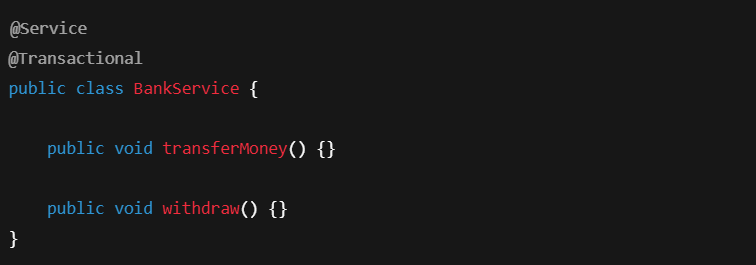 @Service
@Transactional
public class BankService {
public void transferMoney() {}
public void withdraw() {}
}